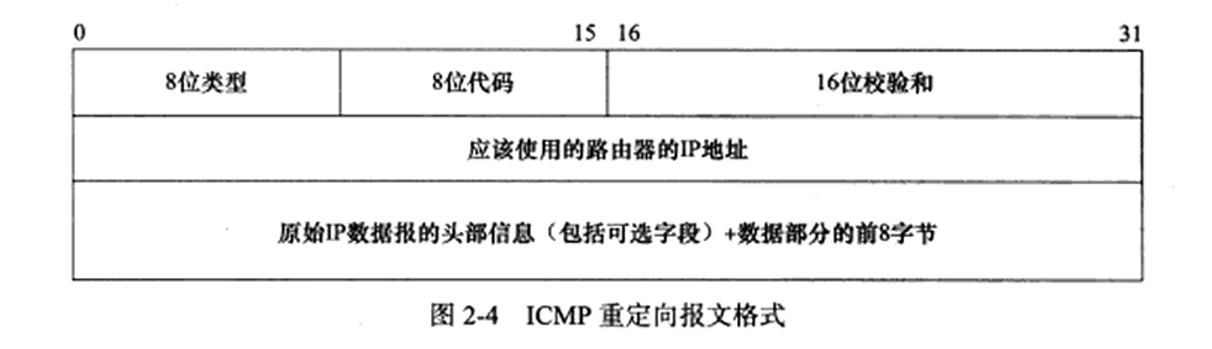 0 15 16 31
8位类型 8位代码 16位校验和
应该使用的路由器的IP地址
原始IP数据报的头部信息（包括可选字段）+数据部分的前8字节
图 2-4 ICMP 重定向报文格式